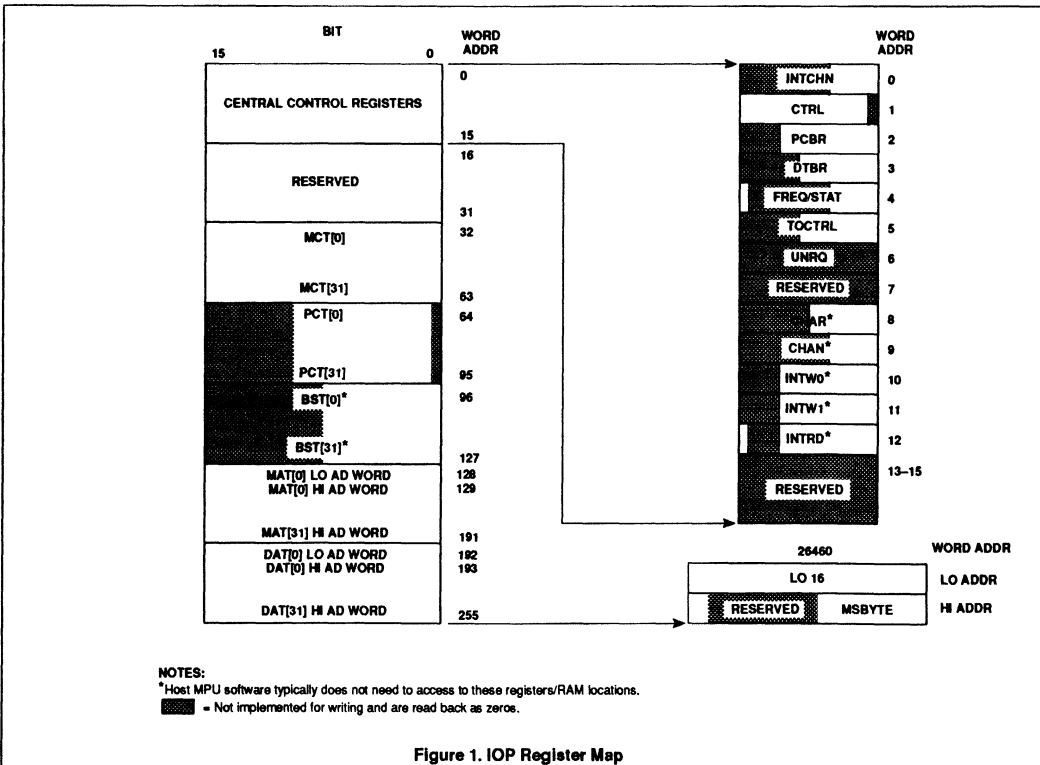 BIT
15 0
WORD
ADDR
0
CENTRAL CONTROL REGISTERS
15
16
RESERVED
31
32
MCT[0]
MCT[31]
63
PCT[0]
64
PCT[31]
95
BST[0]*
96
BST[31]*
127
MAT[0] LO AD WORD 128
MAT[0] HI AD WORD 129
MAT[31] HI AD WORD 191
DAT[0] LO AD WORD 192
DAT[0] HI AD WORD 193
DAT[31] HI AD WORD 255
WORD
ADDR
INTCHN 0
CTRL 1
PCBR 2
DTBR 3
FREQ/STAT 4
TOCTRL 5
UNRQ 6
RESERVED 7
8
CHAN* 9
INTW0* 10
INTW1* 11
INTRD* 12
13–15
RESERVED
26460 WORD ADDR
LO 16 LO ADDR
RESERVED MSBYTE HI ADDR
NOTES:
*Host MPU software typically does not need to access to these registers/RAM locations.
= Not implemented for writing and are read back as zeros.
Figure 1. IOP Register Map